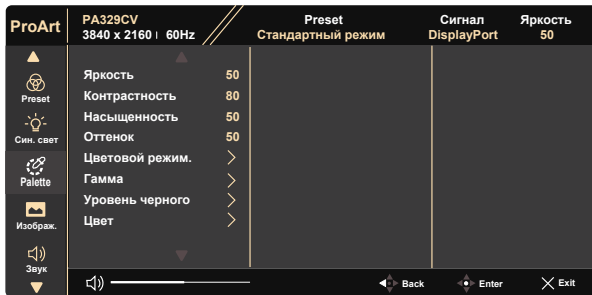 ProArt
PA329CV
3840 x 2160 60Hz
Preset
Стандартный режим
Сигнал
DisplayPort
Яркость
50
Preset
Син. свет
Palette
Изображ.
Звук
Яркость 50
Контрастность 80
Насыщенность 50
Оттенок 50
Цветовой режим.
Гамма
Уровень черного
Цвет
Back
Enter
Exit